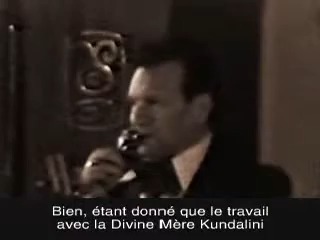 Bien, étant donné que le travail
avec la Divine Mère Kundalini